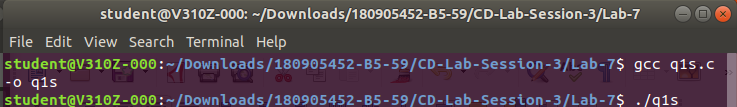 student@V310Z-000: ~/Downloads/180905452-B5-59/CD-Lab-Session-3/Lab-7
File Edit View Search Terminal Help
student@V310Z-000:~/Downloads/180905452-B5-59/CD-Lab-Session-3/Lab-7$ gcc q1s.c
-o q1s
student@V310Z-000:~/Downloads/180905452-B5-59/CD-Lab-Session-3/Lab-7$ ./q1s